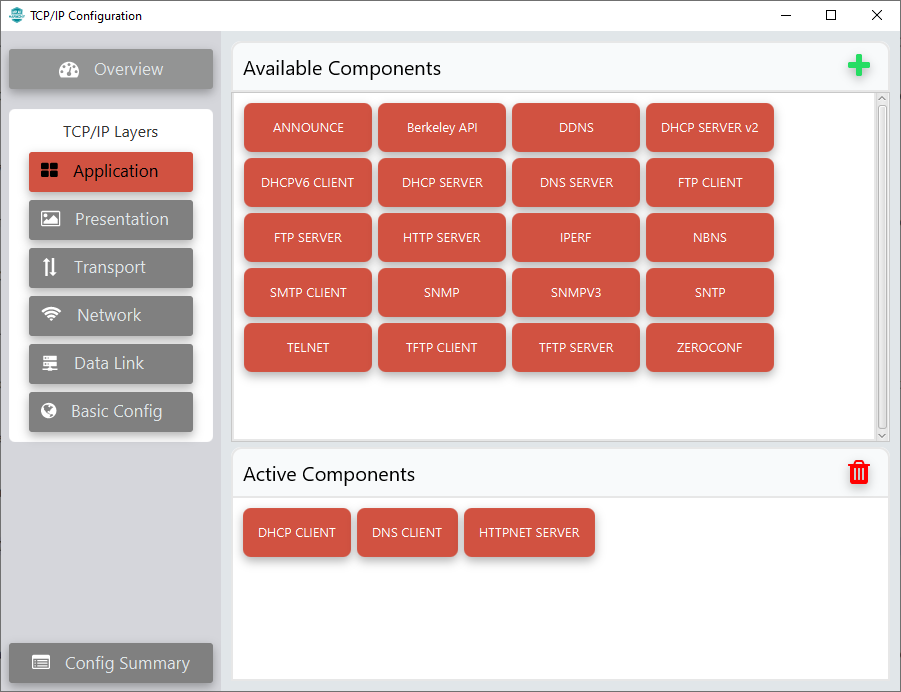 TCP/IP Configuration
Overview
TCP/IP Layers
Application
Presentation
Transport
Network
Data Link
Basic Config
Config Summary
Available Components
ANNOUNCE Berkeley API DDNS DHCP SERVER v2
DHCPV6 CLIENT DHCP SERVER DNS SERVER FTP CLIENT
FTP SERVER HTTP SERVER IPERF NBNS
SMTP CLIENT SNMP SNMPV3 SNTP
TELNET TFTP CLIENT TFTP SERVER ZEROCONF
Active Components
DHCP CLIENT DNS CLIENT HTTPNET SERVER